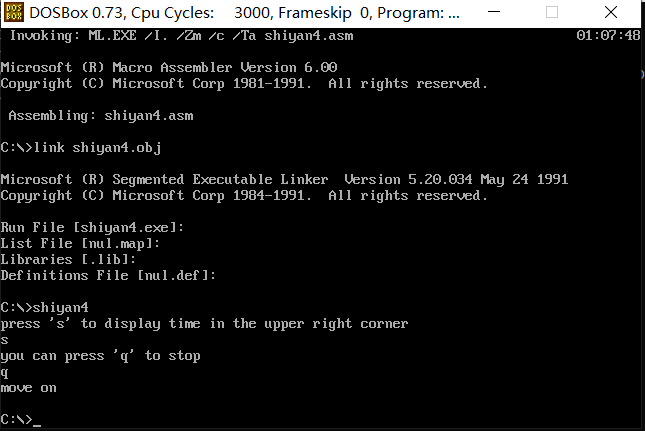 DOS BOX DOSBox 0.73, Cpu Cycles: 3000, Frameskip 0, Program: ...
Invoking: ML.EXE /I. /Zm /c /Ta shiyan4.asm 01:07:48
Microsoft (R) Macro Assembler Version 6.00
Copyright (C) Microsoft Corp 1981-1991. All rights reserved.
Assembling: shiyan4.asm
C:\>link shiyan4.obj
Microsoft (R) Segmented Executable Linker Version 5.20.034 May 24 1991
Copyright (C) Microsoft Corp 1984-1991. All rights reserved.
Run File [shiyan4.exe]:
List File [nul.map]:
Libraries [.lib]:
Definitions File [nul.def]:
C:\>shiyan4
press 's' to display time in the upper right corner
s
you can press 'q' to stop
q
move on
C:\>_